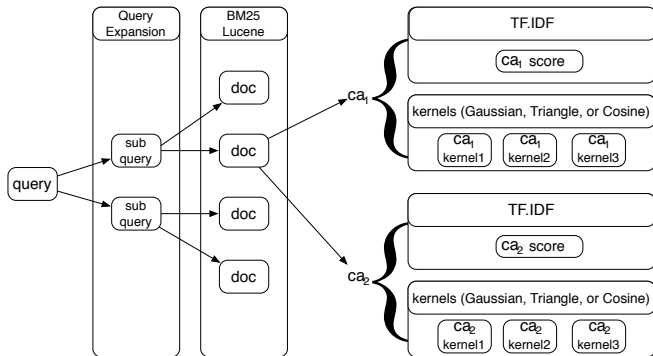 Query
Expansion
BM25
Lucene
TF.IDF
ca1 score
kernels (Gaussian, Triangle, or Cosine)
ca1
kernel1
ca1
kernel2
ca1
kernel3
doc
ca1
sub
query
doc
query
sub
query
doc
doc
ca2
TF.IDF
ca2 score
kernels (Gaussian, Triangle, or Cosine)
ca2
kernel1
ca2
kernel2
ca2
kernel3